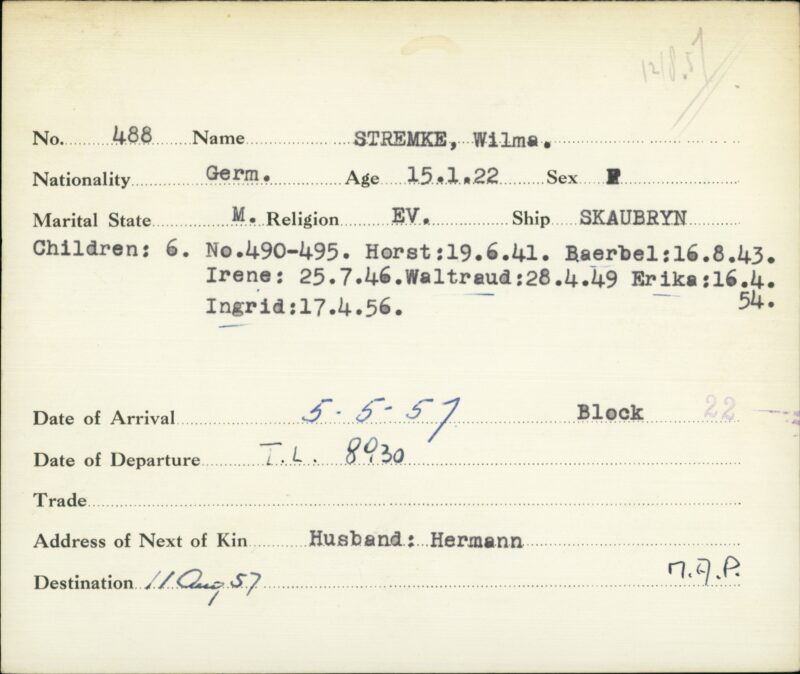 12/8.57
No. 488 Name STREMKE, Wilma.
Nationality Germ. Age 15.1.22 Sex F
Marital State M. Religion EV. Ship SKAUBRYN
Children: 6. No.490-495. Horst:19.6.41. Baerbel:16.8.43.
Irene: 25.7.46.Waltraud:28.4.49 Erika:16.4.
54.
Ingrid:17.4.56.
Date of Arrival 5-5-57 Block 22
Date of Departure T.L. 8930
Trade
Address of Next of Kin Husband: Hermann
Destination 11 Aug 57 M.A.P.